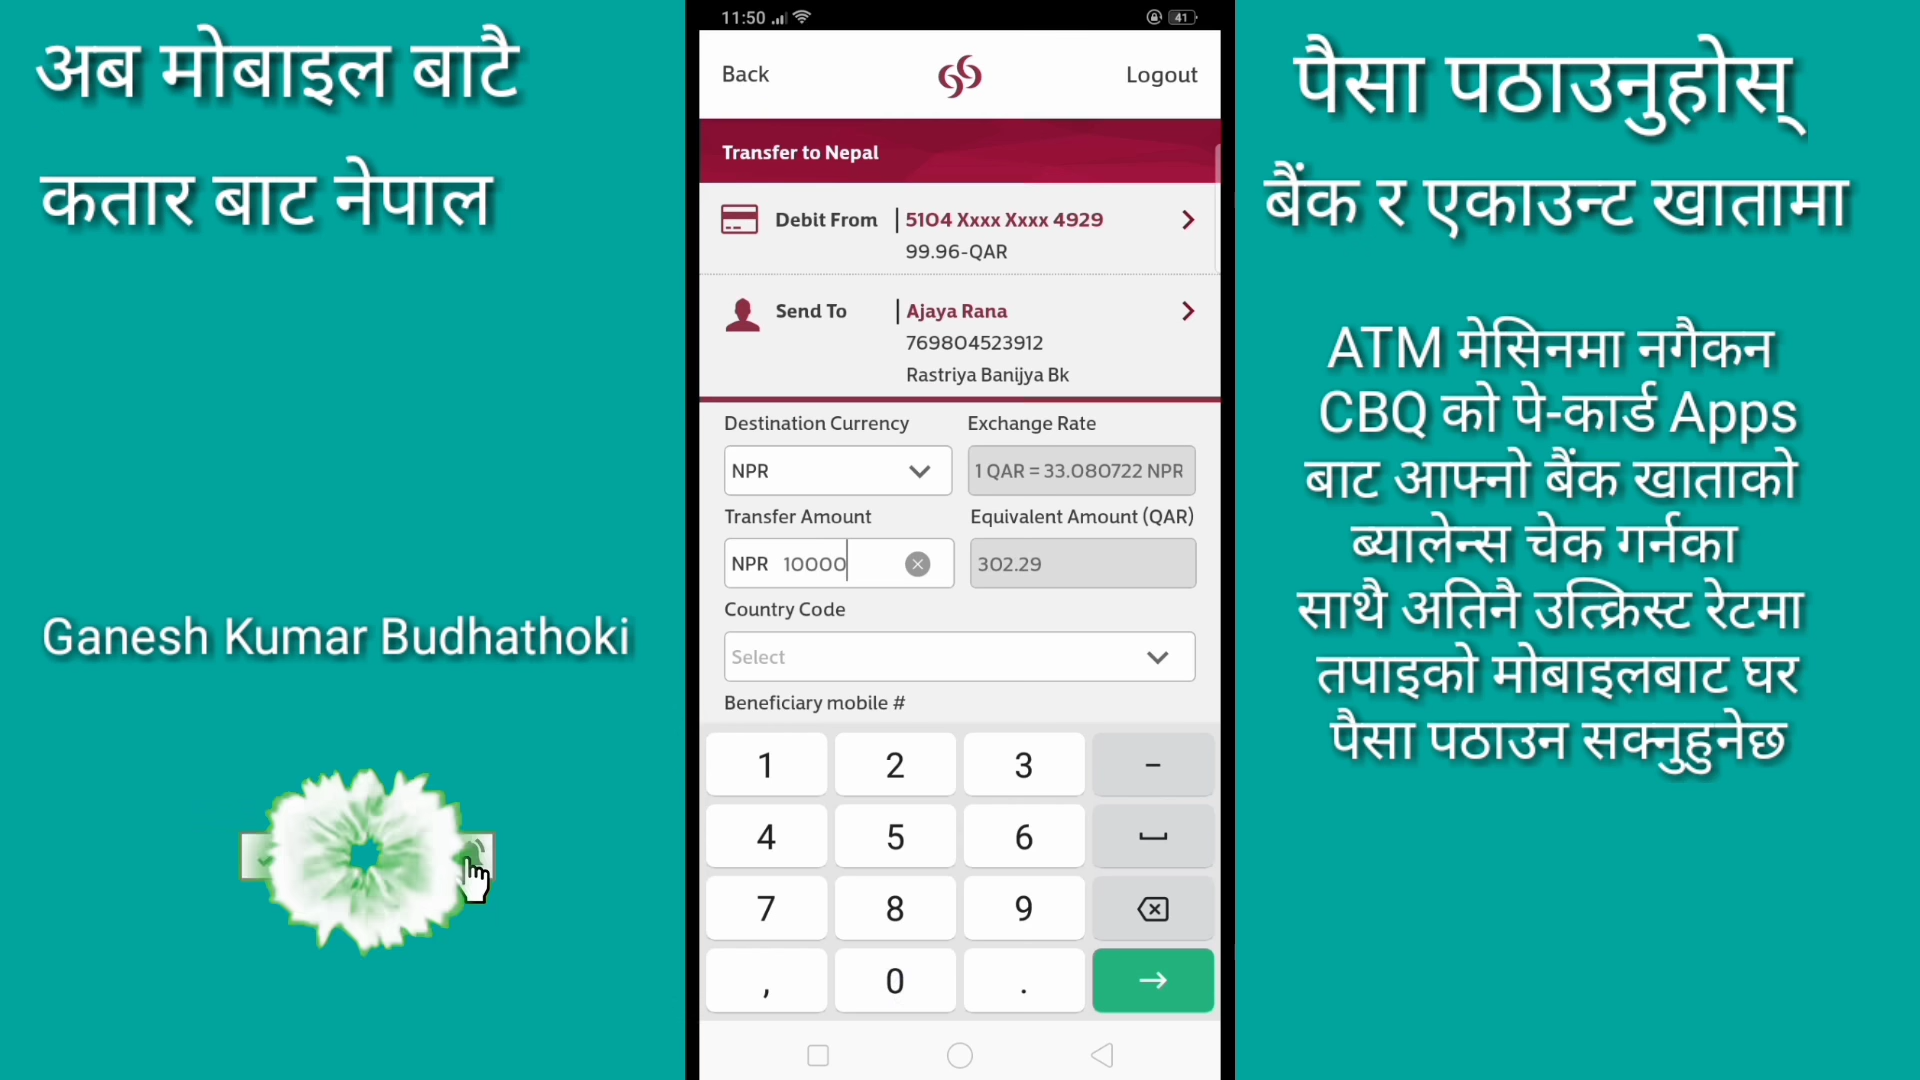 अब मोबाइल बाटै
कतार बाट नेपाल
Ganesh Kumar Budhathoki
11:50
41
Back
Logout
Transfer to Nepal
Debit From
5104 Xxxx Xxxx 4929
99.96-QAR
Send To
Ajaya Rana
769804523912
Rastriya Banijya Bk
Destination Currency
Exchange Rate
NPR
1 QAR = 33.080722 NPR
Transfer Amount
Equivalent Amount (QAR)
NPR 10000
302.29
Country Code
Select
Beneficiary mobile #
1 2 3 -
4 5 6
7 8 9
, 0 .
पैसा पठाउनुहोस्
बैंक र एकाउन्ट खातामा
ATM मेसिनमा नगैकन
CBQ को पे-कार्ड Apps
बाट आफ्नो बैंक खाताको
ब्यालेन्स चेक गर्नका
साथै अतिनै उत्क्रिस्ट रेटमा
तपाइको मोबाइलबाट घर
पैसा पठाउन सक्नुहुनेछ